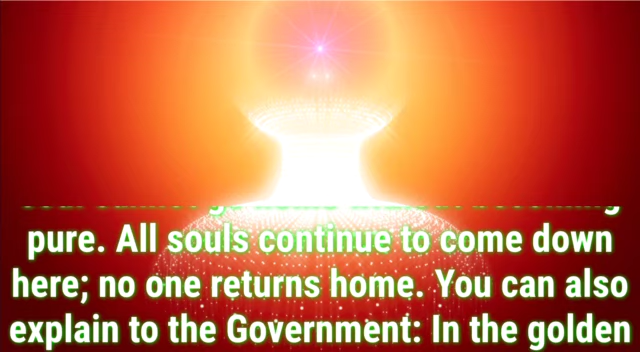 pure. All souls continue to come down
here; no one returns home. You can also
explain to the Government: In the golden